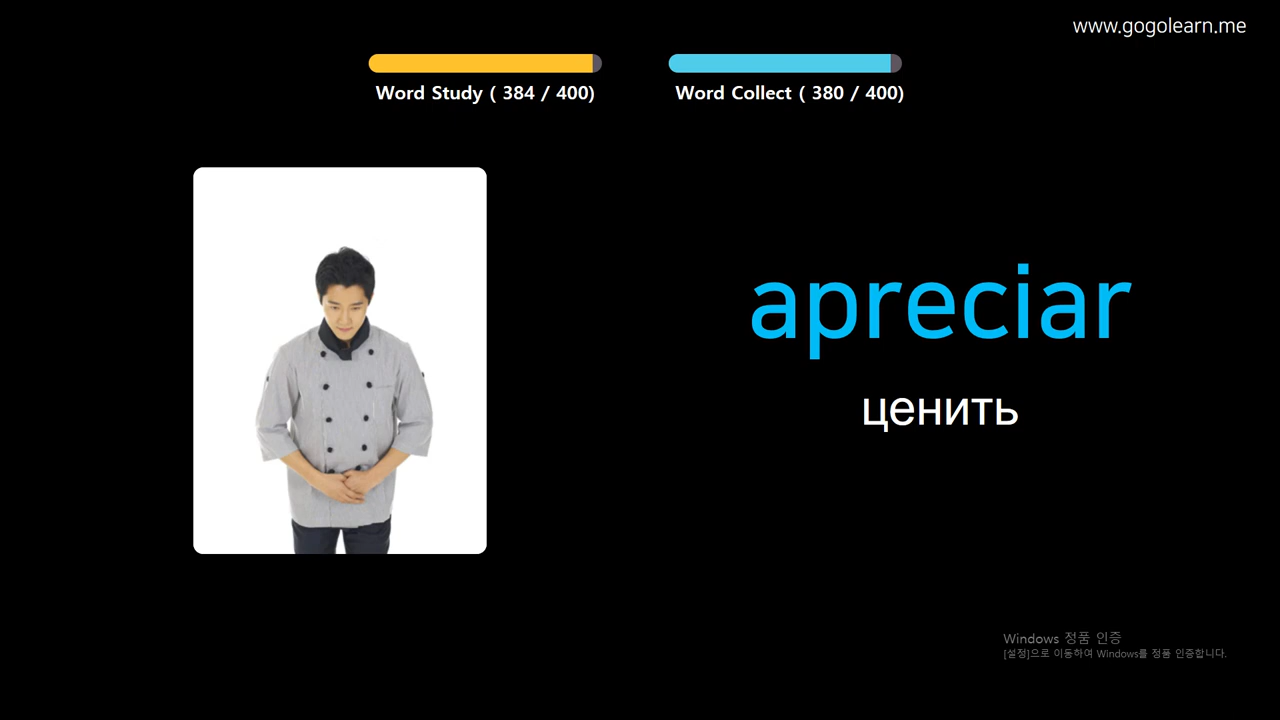 www.gogolearn.me
Word Study ( 384 / 400)
Word Collect ( 380 / 400)
apreciar
ценить
Windows 정품 인증
[설정]으로 이동하여 Windows를 정품 인증합니다.